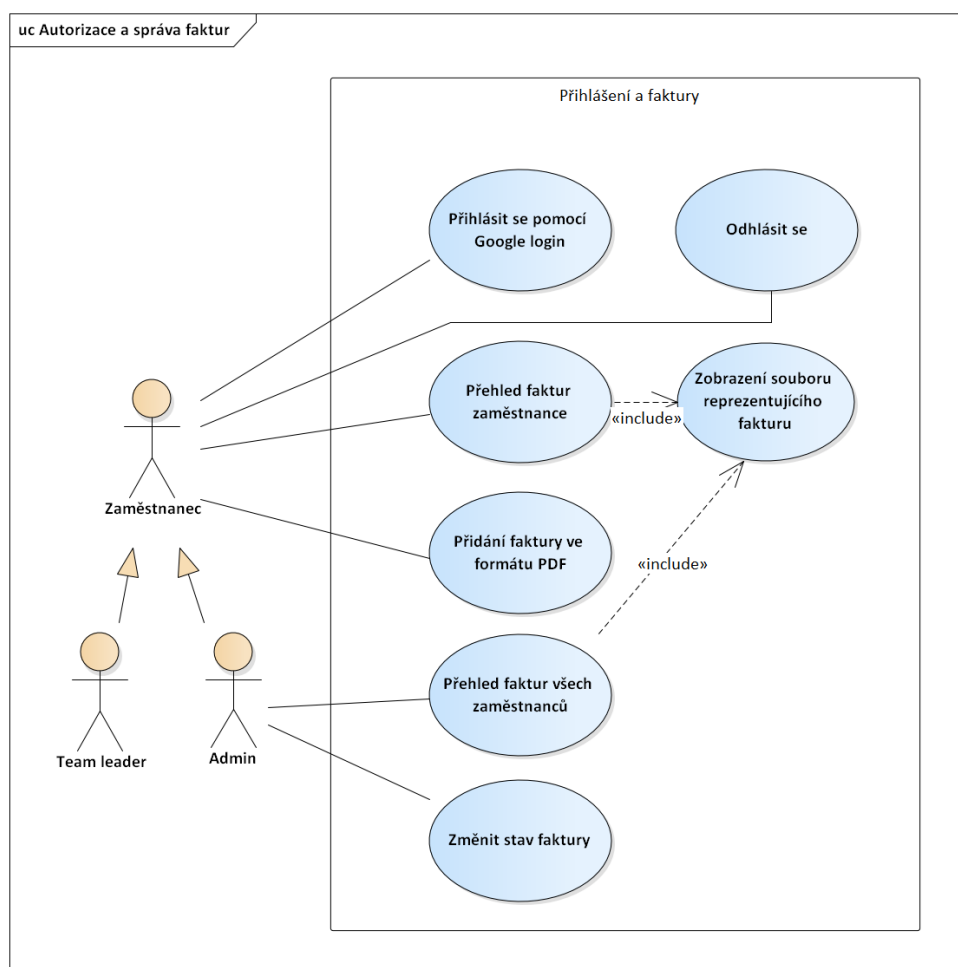 uc Autorizace a správa faktur
Přihlášení a faktury
Přihlásit se pomocí
Google login
Odhlásit se
Přehled faktur
zaměstnance
«include»
Zobrazení souboru
reprezentujícího
fakturu
Zaměstnanec
Přidání faktury ve
formátu PDF
«include»
Team leader
Admin
Přehled faktur všech
zaměstnanců
Změnit stav faktury